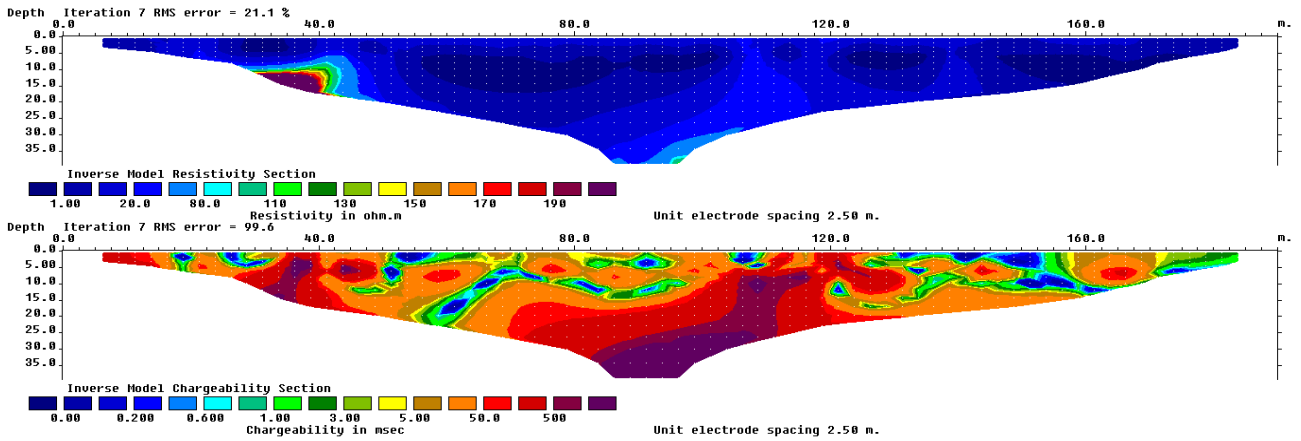 Depth Iteration 7 RMS error = 21.1 %
0.0 40.0 80.0 120.0 160.0 m.
0.0
5.00
10.0
15.0
20.0
25.0
30.0
35.0
Inverse Model Resistivity Section
1.00 20.0 80.0 110 130 150 170 190
Resistivity in ohm.m Unit electrode spacing 2.50 m.
Depth Iteration 7 RMS error = 99.6
0.0 40.0 80.0 120.0 160.0 m.
0.0
5.00
10.0
15.0
20.0
25.0
30.0
35.0
Inverse Model Chargeability Section
0.00 0.200 0.600 1.00 3.00 5.00 50.0 500
Chargeability in msec Unit electrode spacing 2.50 m.